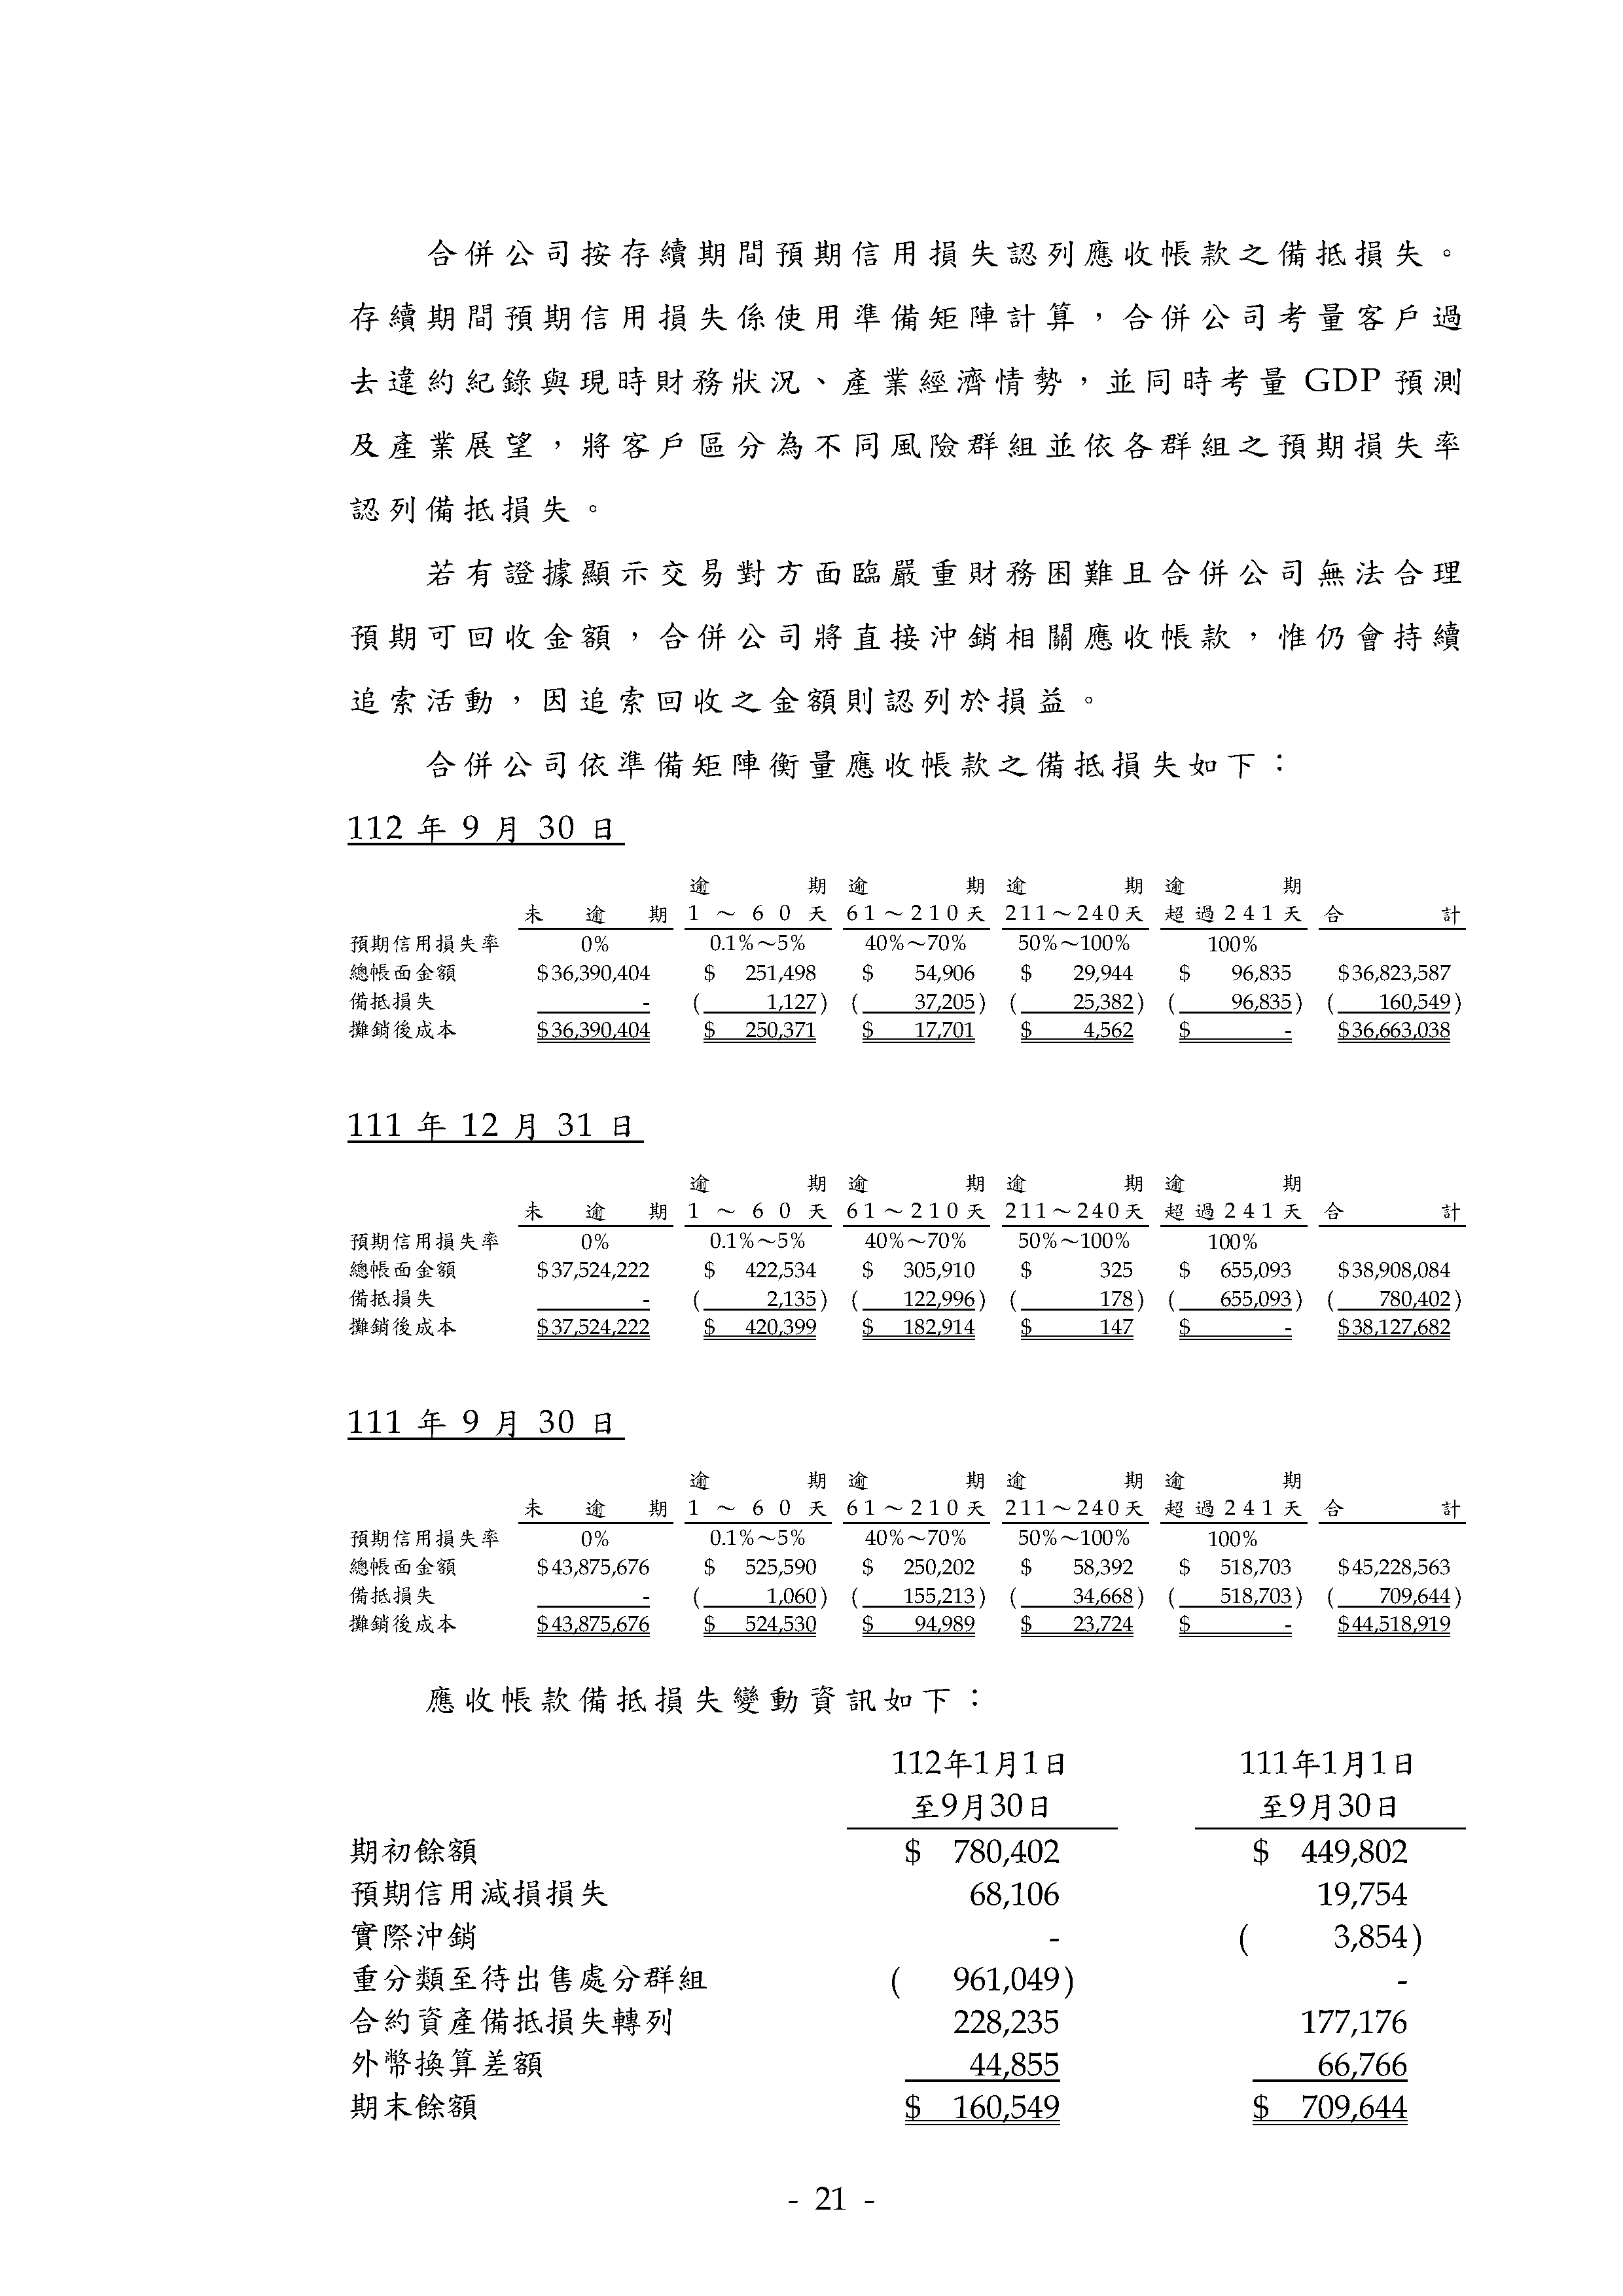 合併公司按存續期間預期信用損失認列應收帳款之備抵損失。
存續期間預期信用損失係使用準備矩陣計算，合併公司考量客戶過
去違約紀錄與現時財務狀況、產業經濟情勢，並同時考量 GDP 預測
及產業展望，將客戶區分為不同風險群組並依各群組之預期損失率
認列備抵損失。
若有證據顯示交易對方面臨嚴重財務困難且合併公司無法合理
預期可回收金額，合併公司將直接沖銷相關應收帳款，惟仍會持續
追索活動，因追索回收之金額則認列於損益。
合併公司依準備矩陣衡量應收帳款之備抵損失如下：
112 年 9 月 30 日
逾期 逾期 逾期 逾期
未逾期 1～60天 61～210天 211～240天 超過241天 合計
預期信用損失率 0% 0.1%～5% 40%～70% 50%～100% 100%
總帳面金額 $36,390,404 $ 251,498 $ 54,906 $ 29,944 $ 96,835 $36,823,587
備抵損失 - ( 1,127) ( 37,205) ( 25,382) ( 96,835) ( 160,549)
攤銷後成本 $36,390,404 $ 250,371 $ 17,701 $ 4,562 $ - $36,663,038
111 年 12 月 31 日
逾期 逾期 逾期 逾期
未逾期 1～60天 61～210天 211～240天 超過241天 合計
預期信用損失率 0% 0.1%～5% 40%～70% 50%～100% 100%
總帳面金額 $37,524,222 $ 422,534 $ 305,910 $ 325 $ 655,093 $38,908,084
備抵損失 - ( 2,135) ( 122,996) ( 178) ( 655,093) ( 780,402)
攤銷後成本 $37,524,222 $ 420,399 $ 182,914 $ 147 $ - $38,127,682
111 年 9 月 30 日
逾期 逾期 逾期 逾期
未逾期 1～60天 61～210天 211～240天 超過241天 合計
預期信用損失率 0% 0.1%～5% 40%～70% 50%～100% 100%
總帳面金額 $43,875,676 $ 525,590 $ 250,202 $ 58,392 $ 518,703 $45,228,563
備抵損失 - ( 1,060) ( 155,213) ( 34,668) ( 518,703) ( 709,644)
攤銷後成本 $43,875,676 $ 524,530 $ 94,989 $ 23,724 $ - $44,518,919
應收帳款備抵損失變動資訊如下：
112年1月1日 111年1月1日
至9月30日 至9月30日
期初餘額 $ 780,402 $ 449,802
預期信用減損損失 68,106 19,754
實際沖銷 - ( 3,854)
重分類至待出售處分群組 ( 961,049) -
合約資產備抵損失轉列 228,235 177,176
外幣換算差額 44,855 66,766
期末餘額 $ 160,549 $ 709,644
- 21 -